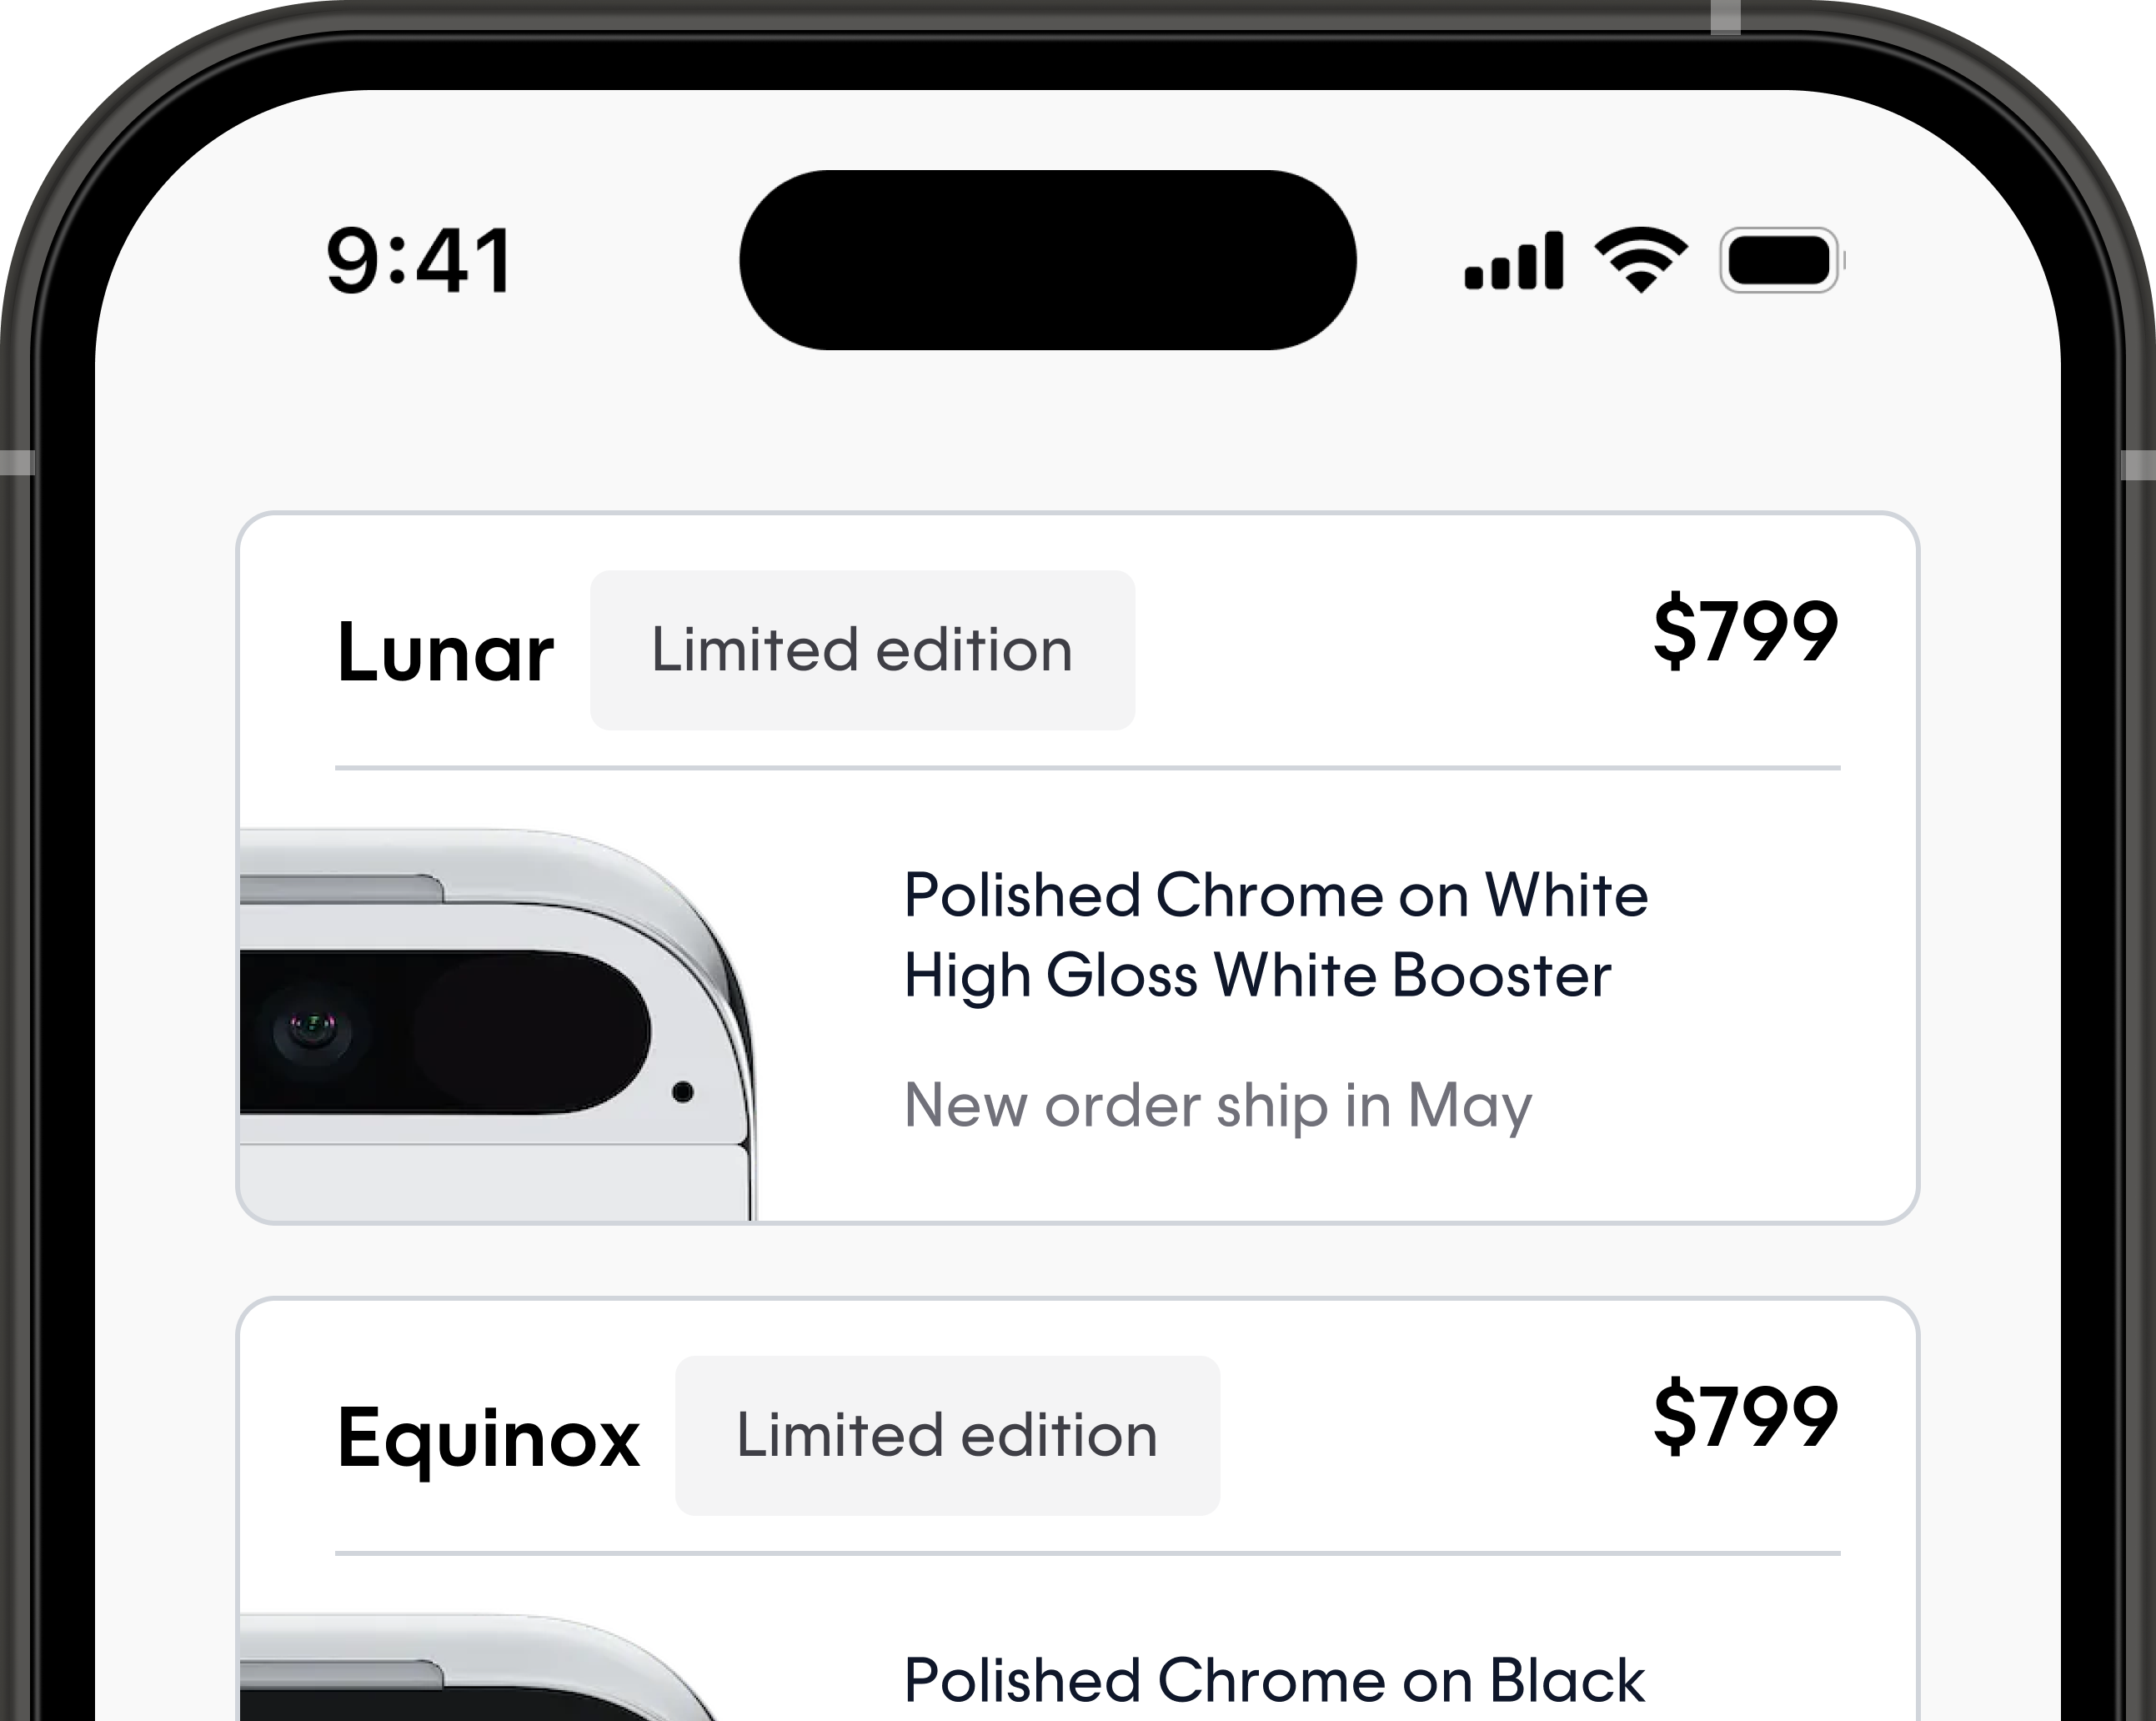 9:41
Lunar Limited edition $799
Polished Chrome on White
High Gloss White Booster
New order ship in May
Equinox Limited edition $799
Polished Chrome on Black